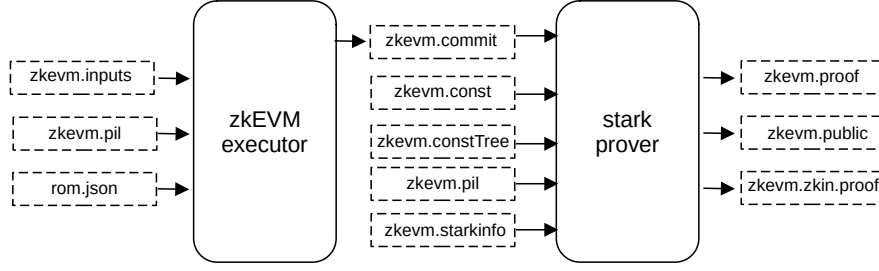 zkevm.inputs
zkevm.pil
rom.json
zkEVM
executor
zkevm.commit
zkevm.const
zkevm.constTree
zkevm.pil
zkevm.starkinfo
stark
prover
zkevm.proof
zkevm.public
zkevm.zkin.proof